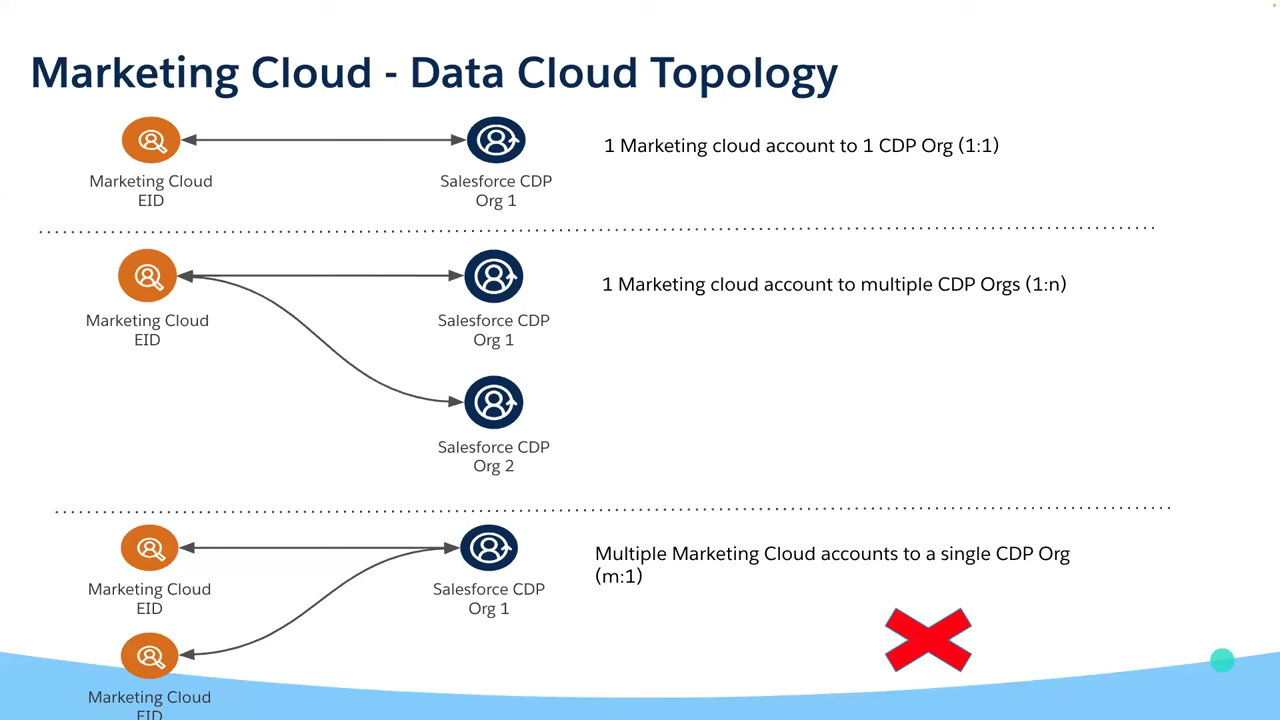 Marketing Cloud - Data Cloud Topology
Marketing Cloud
EID
Salesforce CDP
Org 1
1 Marketing cloud account to 1 CDP Org (1:1)
Marketing Cloud
EID
Salesforce CDP
Org 1
1 Marketing cloud account to multiple CDP Orgs (1:n)
Salesforce CDP
Org 2
Marketing Cloud
EID
Salesforce CDP
Org 1
Multiple Marketing Cloud accounts to a single CDP Org
(m:1)
Marketing Cloud
EID